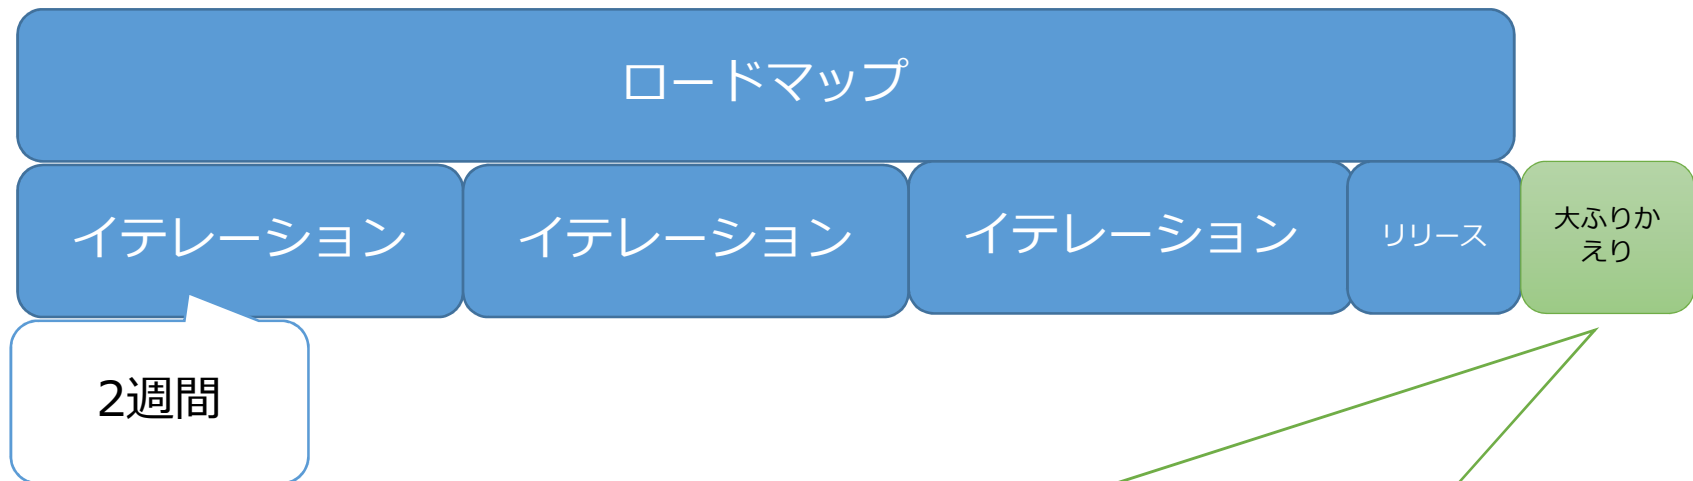 ロードマップ
イテレーション
イテレーション
イテレーション
リリース
大ふりか
えり
2週間